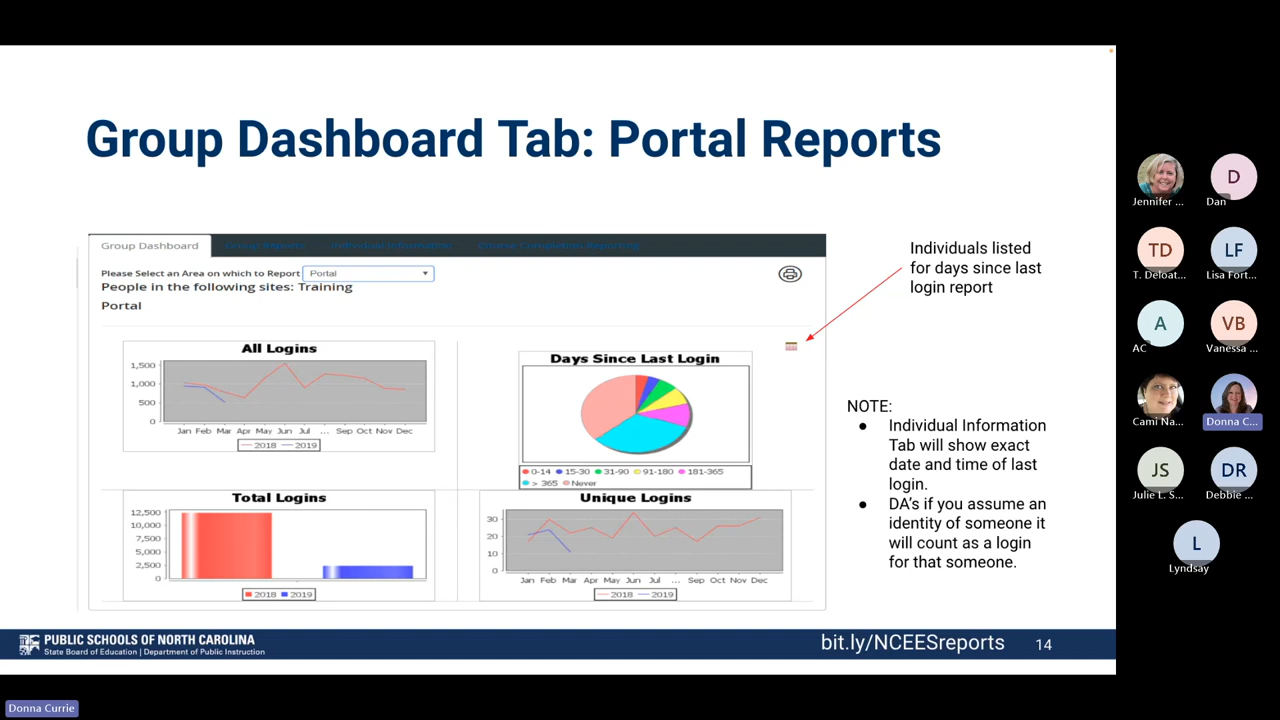 Group Dashboard Tab: Portal Reports
Group Dashboard
Group Reports
Individual Information
Course Completion Reporting
Please Select an Area on which to Report
Portal
People in the following sites: Training
Portal
All Logins
1,500
1,000
500
0
Jan Feb Mar Apr May Jun Jul ... Sep Oct Nov Dec
2018 2019
Days Since Last Login
0-14 15-30 31-90 91-180 181-365
> 365 Never
Total Logins
12,500
10,000
7,500
5,000
2,500
0
2018 2019
Unique Logins
30
20
10
0
Jan Feb Mar Apr May Jun Jul ... Sep Oct Nov Dec
2018 2019
Individuals listed
for days since last
login report
NOTE:
● Individual Information
Tab will show exact
date and time of last
login.
● DA's if you assume an
identity of someone it
will count as a login
for that someone.
PUBLIC SCHOOLS OF NORTH CAROLINA
State Board of Education | Department of Public Instruction
bit.ly/NCEESreports
14
Jennifer ...
D
Dan
TD
T. Deloat...
LF
Lisa Fort...
A
AC
VB
Vanessa ...
Cami Na...
Donna C...
JS
Julie L. S...
DR
Debbie ...
L
Lyndsay
Donna Currie